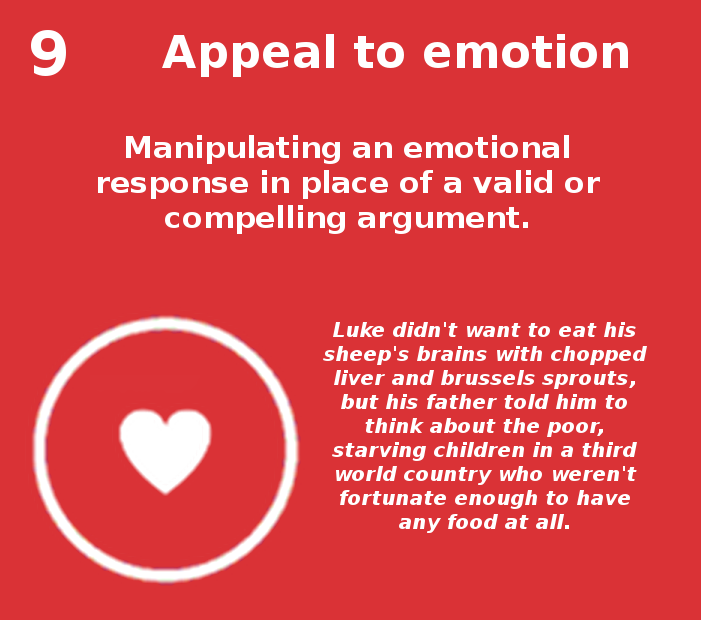 9 Appeal to emotion
Manipulating an emotional
response in place of a valid or
compelling argument.
Luke didn't want to eat his
sheep's brains with chopped
liver and brussels sprouts,
but his father told him to
think about the poor,
starving children in a third
world country who weren't
fortunate enough to have
any food at all.